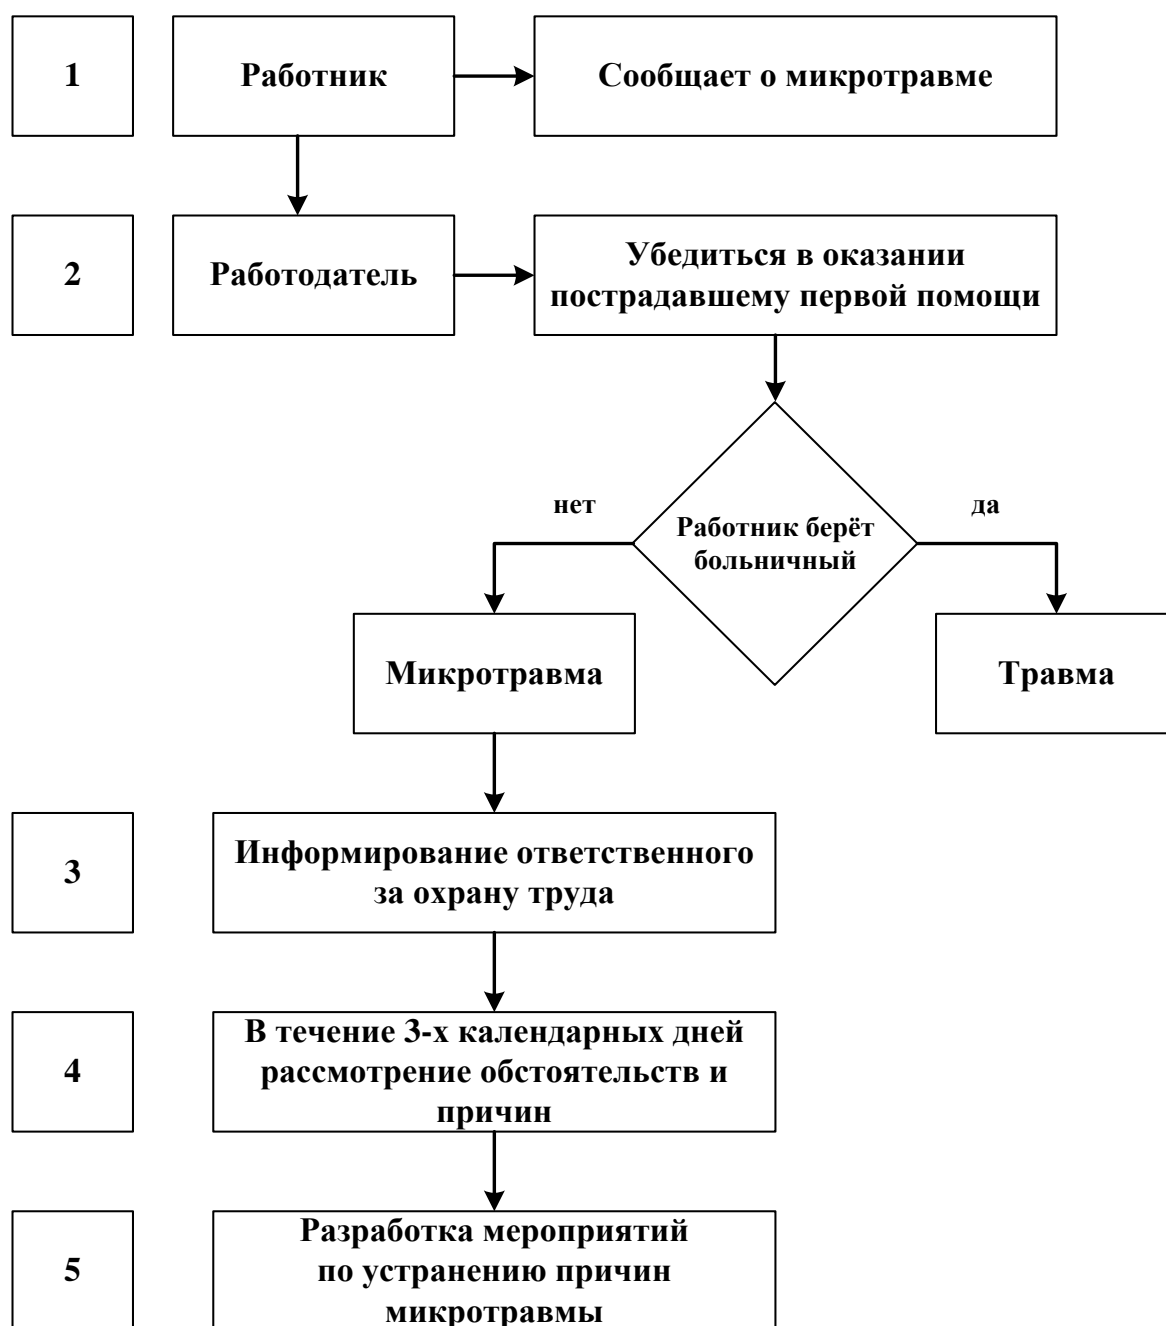 1
Работник
Сообщает о микротравме
2
Работодатель
Убедиться в оказании
пострадавшему первой помощи
нет
да
Работник берёт
больничный
Микротравма
Травма
3
Информирование ответственного
за охрану труда
4
В течение 3-х календарных дней
рассмотрение обстоятельств и
причин
5
Разработка мероприятий
по устранению причин
микротравмы